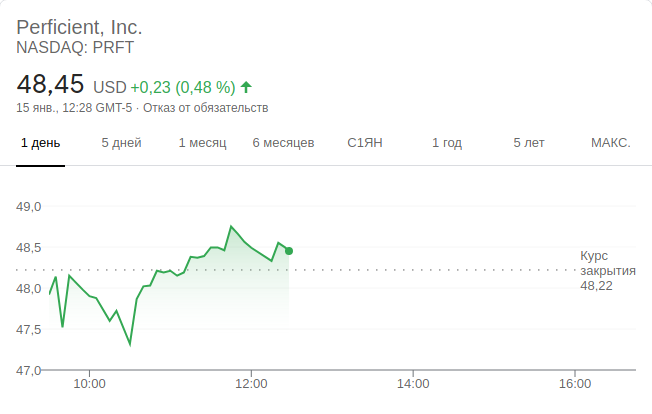 Perficient, Inc.
NASDAQ: PRFT
48,45 USD +0,23 (0,48 %)
15 янв., 12:28 GMT-5 · Отказ от обязательств
1 день 5 дней 1 месяц 6 месяцев С1ЯН 1 год 5 лет МАКС.
49,0
48,5
Курс
закрытия
48,22
48,0
47,5
47,0
10:00 12:00 14:00 16:00